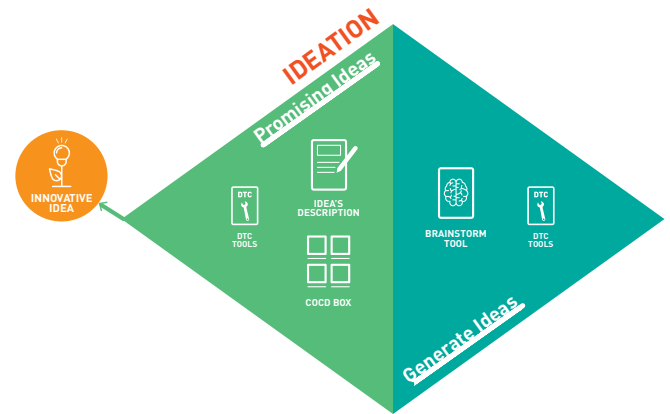 IDEATION
Promising Ideas
INNOVATIVE
IDEA
DTC
DTC
TOOLS
IDEA'S
DESCRIPTION
COCD BOX
BRAINSTORM
TOOL
DTC
DTC
TOOLS
Generate Ideas